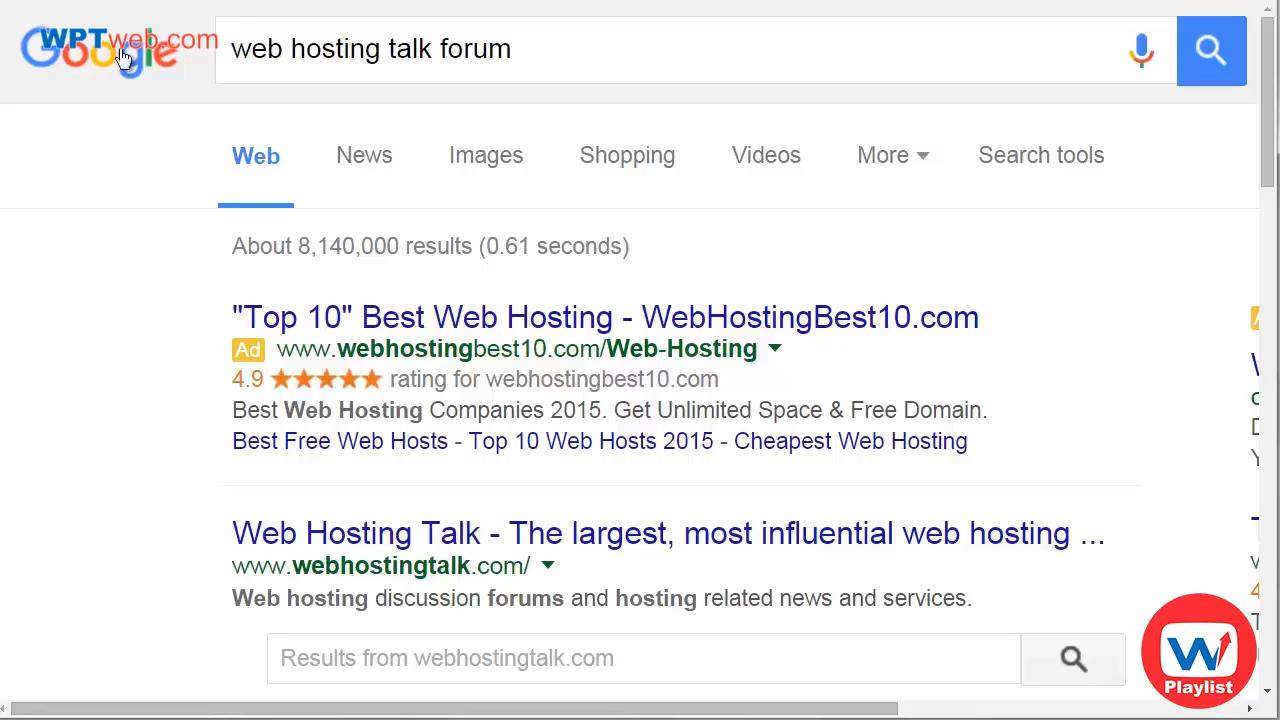 Google
WPTweb.com
web hosting talk forum
Web News Images Shopping Videos More Search tools
About 8,140,000 results (0.61 seconds)
"Top 10" Best Web Hosting - WebHostingBest10.com
Ad www.webhostingbest10.com/Web-Hosting
4.9 ★★★★★ rating for webhostingbest10.com
Best Web Hosting Companies 2015. Get Unlimited Space & Free Domain.
Best Free Web Hosts - Top 10 Web Hosts 2015 - Cheapest Web Hosting
Web Hosting Talk - The largest, most influential web hosting ...
www.webhostingtalk.com/
Web hosting discussion forums and hosting related news and services.
Results from webhostingtalk.com
W
Playlist